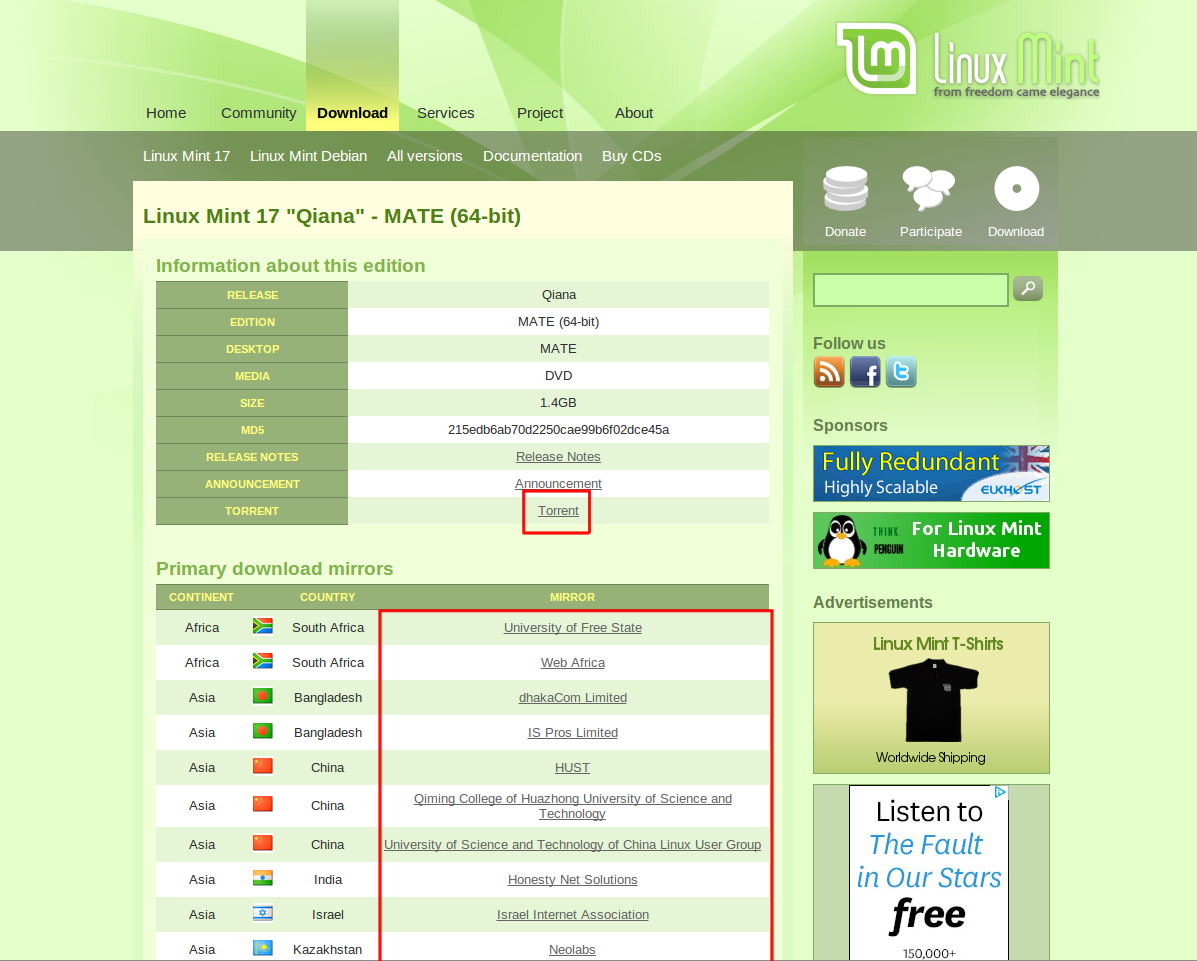 Linux Mint
from freedom came elegance
Home Community Download Services Project About
Linux Mint 17 Linux Mint Debian All versions Documentation Buy CDs
Donate Participate Download
Linux Mint 17 "Qiana" - MATE (64-bit)
Information about this edition
RELEASE Qiana
EDITION MATE (64-bit)
DESKTOP MATE
MEDIA DVD
SIZE 1.4GB
MD5 215edb6ab70d2250cae99b6f02dce45a
RELEASE NOTES Release Notes
ANNOUNCEMENT Announcement
TORRENT Torrent
Primary download mirrors
CONTINENT COUNTRY MIRROR
Africa South Africa University of Free State
Africa South Africa Web Africa
Asia Bangladesh dhakaCom Limited
Asia Bangladesh IS Pros Limited
Asia China HUST
Asia China Qiming College of Huazhong University of Science and
Technology
Asia China University of Science and Technology of China Linux User Group
Asia India Honesty Net Solutions
Asia Israel Israel Internet Association
Asia Kazakhstan Neolabs
Follow us
Sponsors
Fully Redundant
Highly Scalable
EUKHOST
THINK
PENGUIN
For Linux Mint
Hardware
Advertisements
Linux Mint T-Shirts
Worldwide Shipping
Listen to
The Fault
in Our Stars
free
150,000+